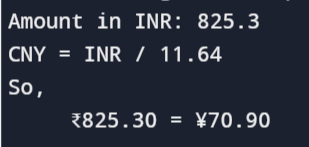 Amount in INR: 825.3
CNY = INR / 11.64
So,
₹825.30 = ¥70.90